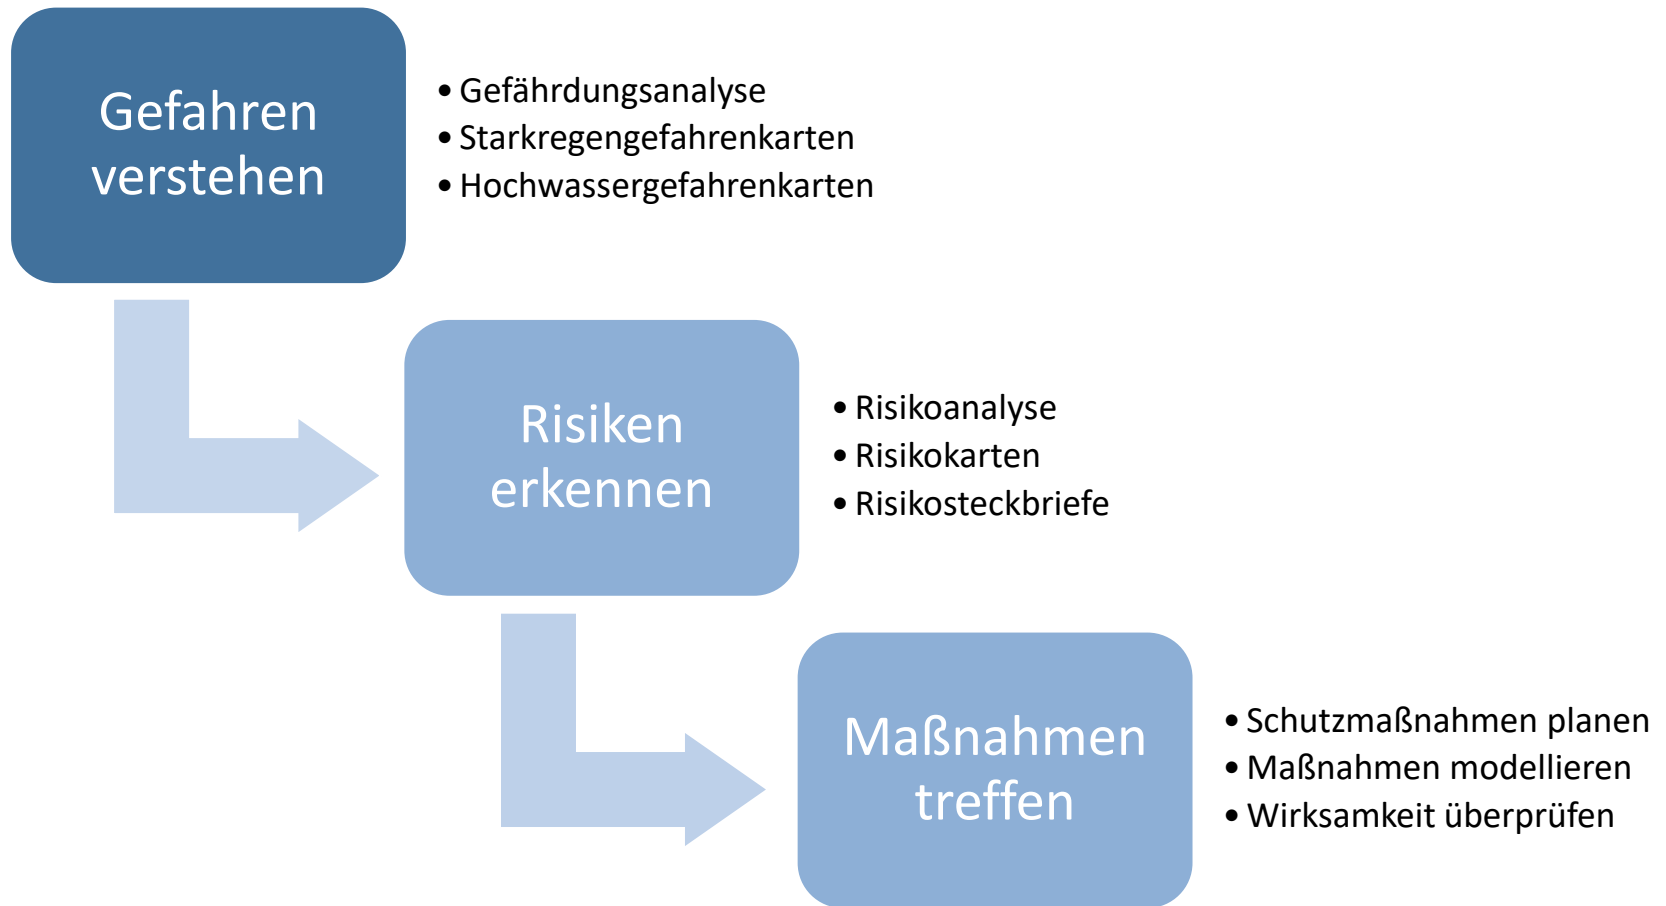 Gefahren
verstehen
• Gefährdungsanalyse
• Starkregengefahrenkarten
• Hochwassergefahrenkarten
Risiken
erkennen
• Risikoanalyse
• Risikokarten
• Risikosteckbriefe
Maßnahmen
treffen
• Schutzmaßnahmen planen
• Maßnahmen modellieren
• Wirksamkeit überprüfen